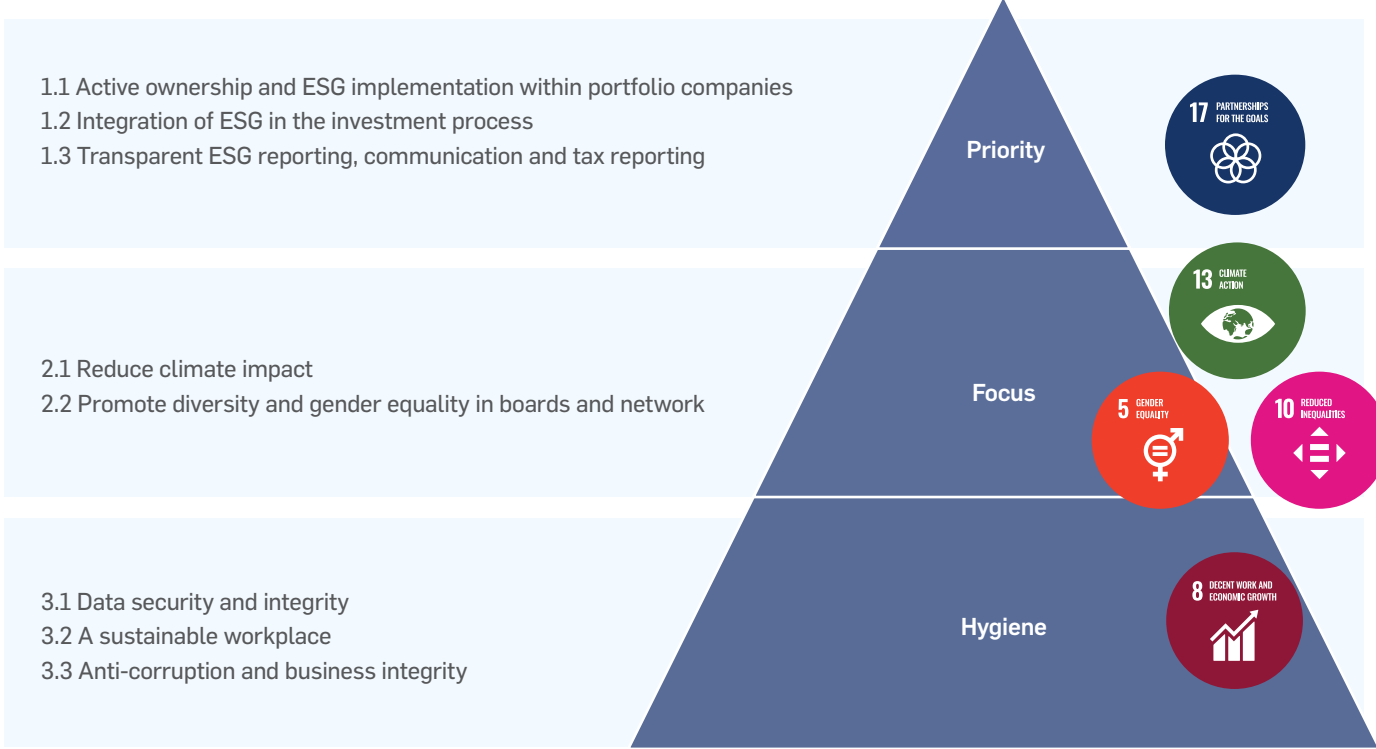 1.1 Active ownership and ESG implementation within portfolio companies
1.2 Integration of ESG in the investment process
1.3 Transparent ESG reporting, communication and tax reporting
Priority
17 PARTNERSHIPS
FOR THE GOALS
13 CLIMATE
ACTION
2.1 Reduce climate impact
2.2 Promote diversity and gender equality in boards and network
Focus
5 GENDER
EQUALITY
10 REDUCED
INEQUALITIES
3.1 Data security and integrity
3.2 A sustainable workplace
3.3 Anti-corruption and business integrity
Hygiene
8 DECENT WORK AND
ECONOMIC GROWTH